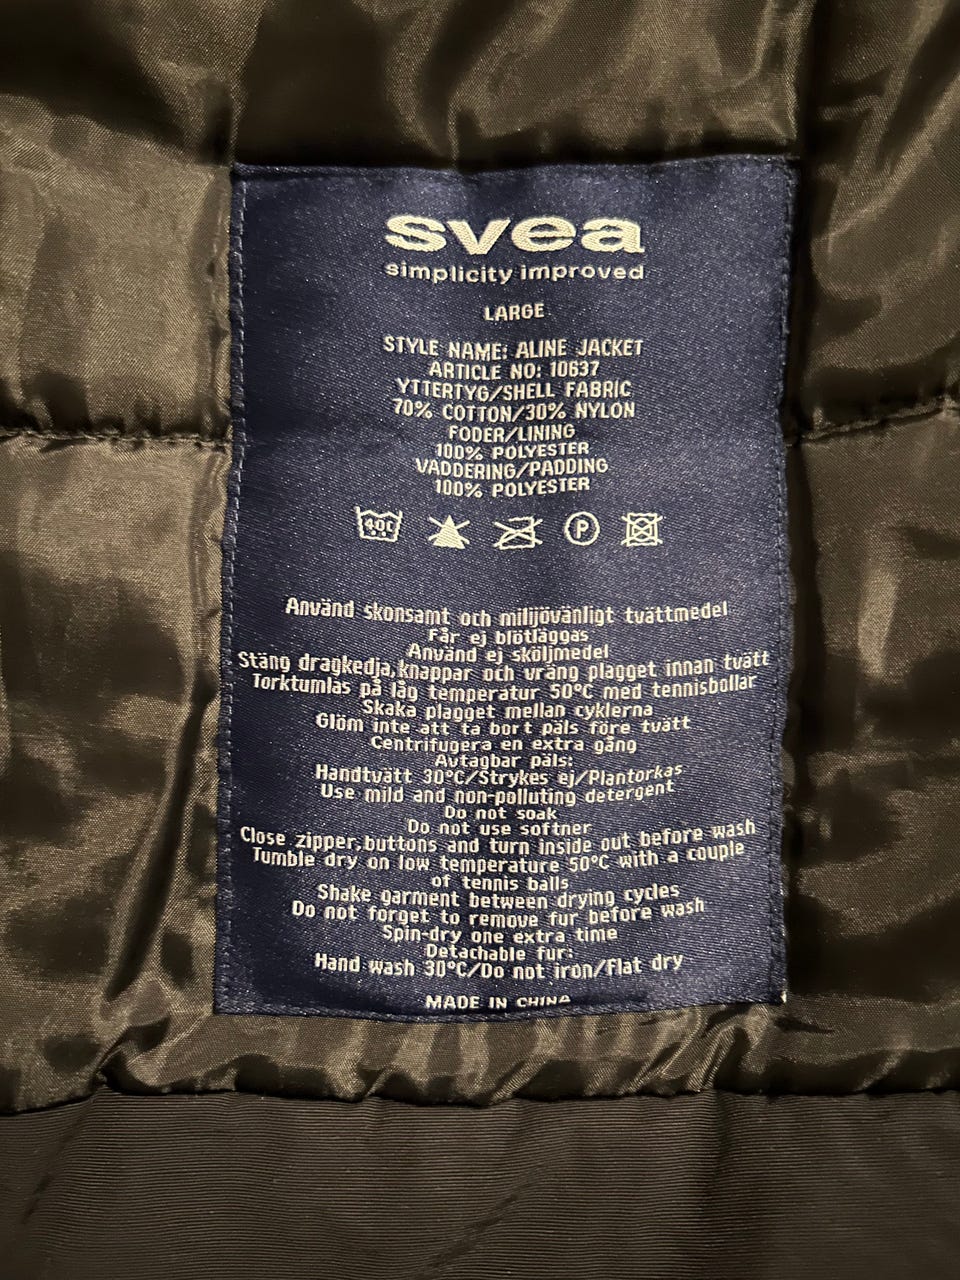 svea
simplicity improved
LARGE
STYLE NAME: ALINE JACKET
ARTICLE NO: 10637
YTTERTYG/SHELL FABRIC
70% COTTON/30% NYLON
FODER/LINING
100% POLYESTER
VADDERING/PADDING
100% POLYESTER
40C P
Använd skonsamt och milijövänligt tvättmedel
Får ej blötläggas
Använd ej sköljmedel
Stäng dragkedja,knappar och vräng plagget innan tvätt
Torktumlas på låg temperatur 50°C med tennisbollar
Skaka plagget mellan cyklerna
Glöm inte att ta bort päls före tvätt
Centrifugera en extra gång
Avtagbar päls:
Handtvätt 30°C/Strykes ej/Plantorkas
Use mild and non-polluting detergent
Do not soak
Do not use softner
Close zipper,buttons and turn inside out before wash
Tumble dry on low temperature 50°C with a couple
of tennis balls
Shake garment between drying cycles
Do not forget to remove fur before wash
Spin-dry one extra time
Detachable fur:
Hand wash 30°C/Do not iron/Flat dry
MADE IN CHINA